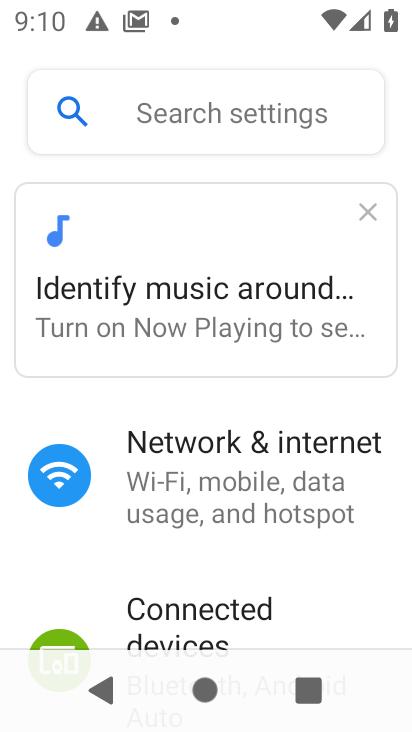 9:10
Search settings
Identify music around…
Turn on Now Playing to se…
Network & internet
Wi-Fi, mobile, data
usage, and hotspot
Connected
devices
Bluetooth, Android
Auto